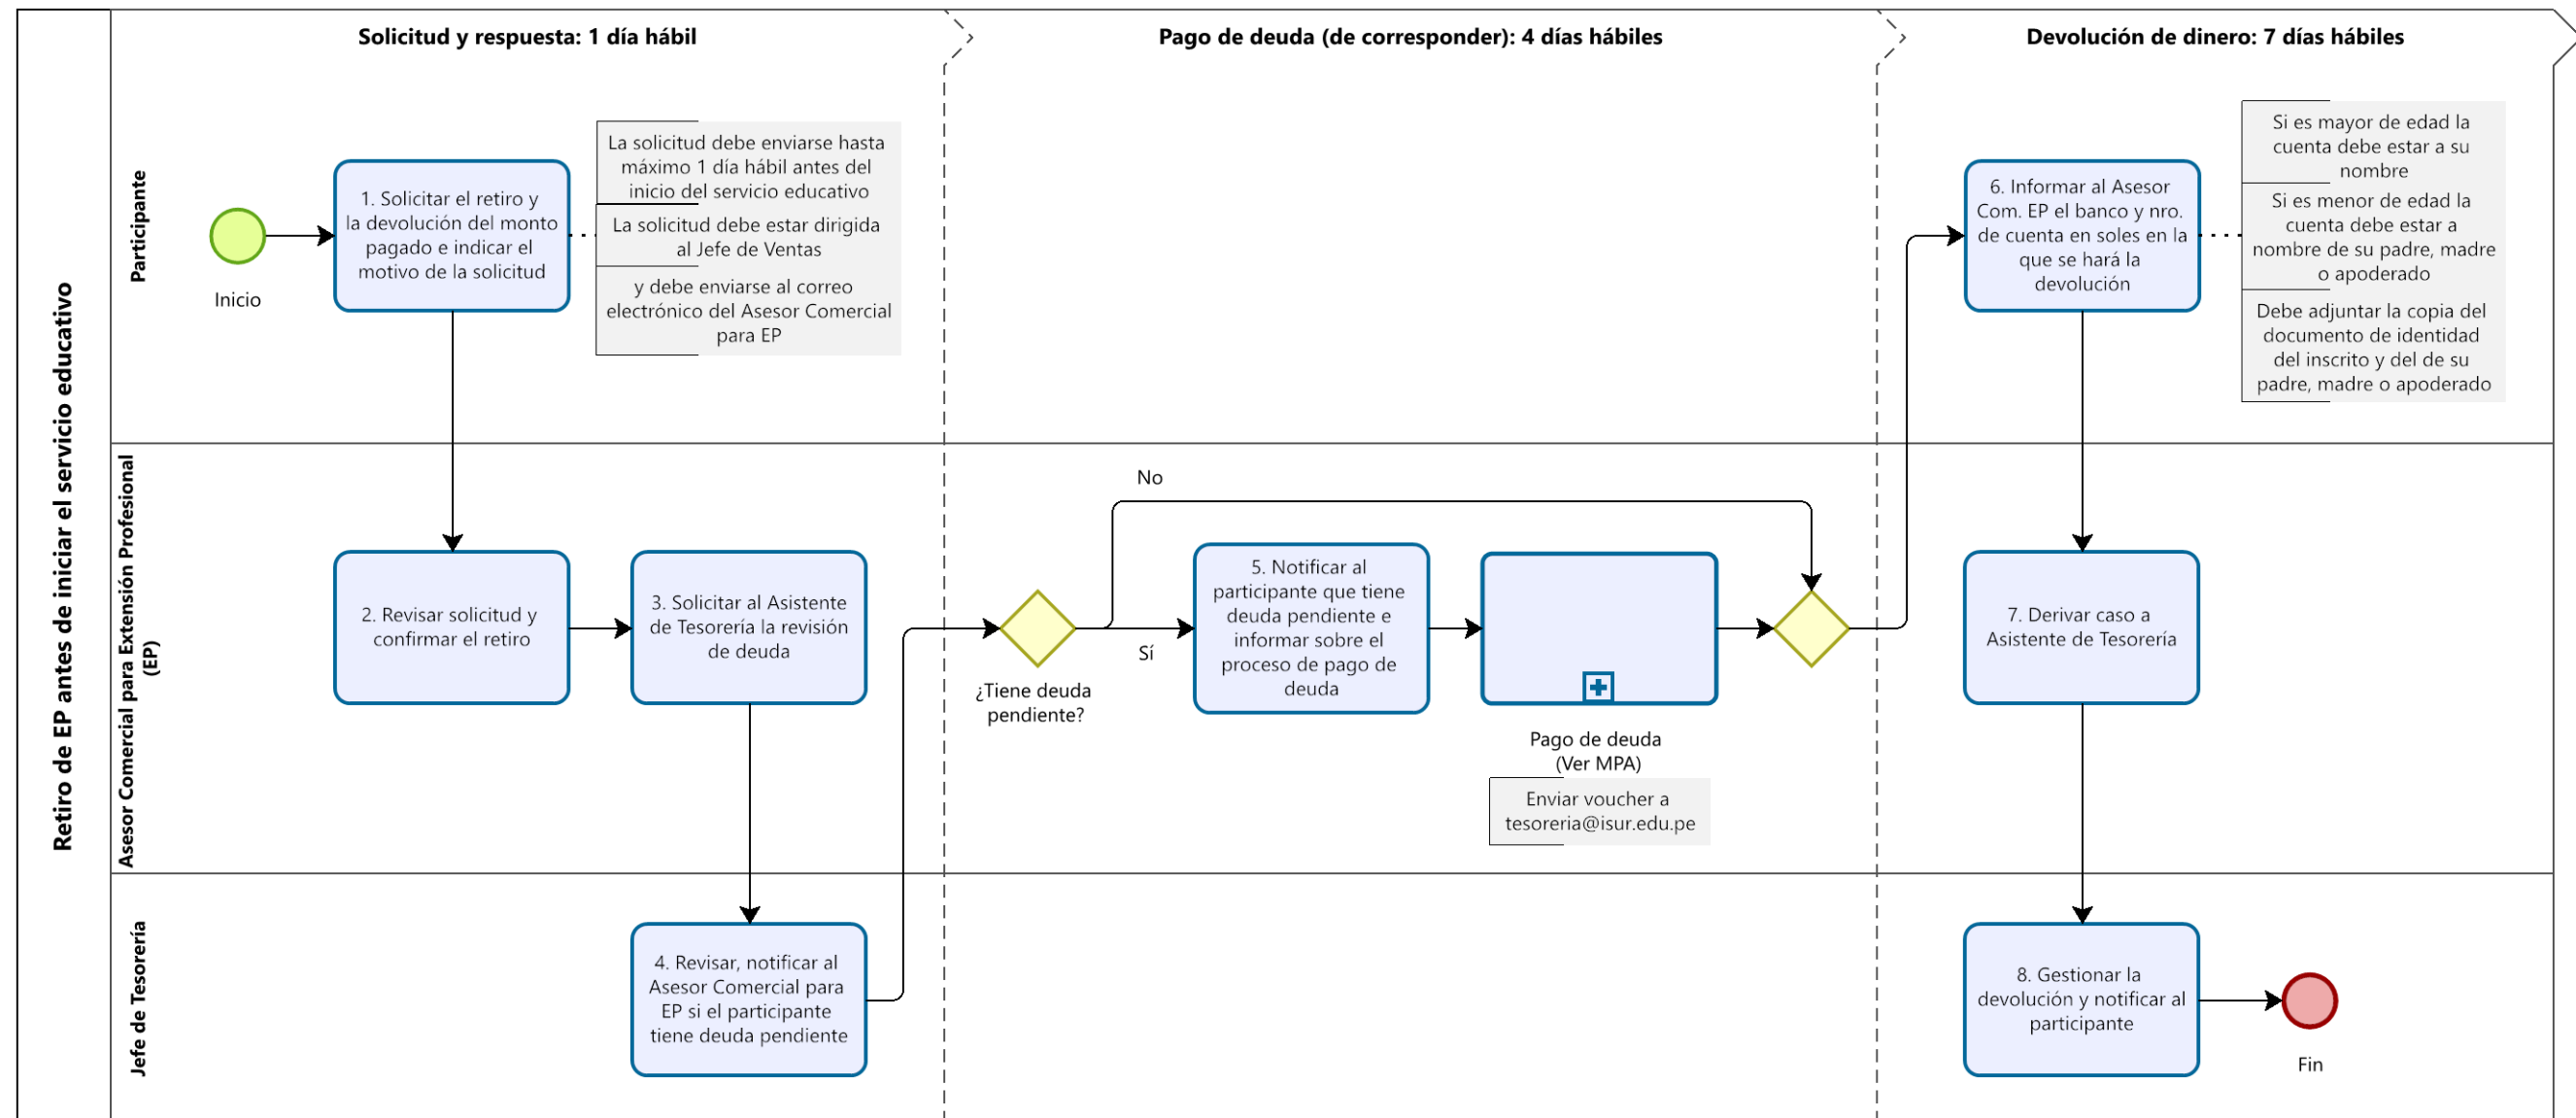 Retiro de EP antes de iniciar el servicio educativo
Solicitud y respuesta: 1 día hábil
Pago de deuda (de corresponder): 4 días hábiles
Devolución de dinero: 7 días hábiles
Participante
Inicio
1. Solicitar el retiro y
la devolución del monto
pagado e indicar el
motivo de la solicitud
La solicitud debe enviarse hasta
máximo 1 día hábil antes del
inicio del servicio educativo
La solicitud debe estar dirigida
al Jefe de Ventas
y debe enviarse al correo
electrónico del Asesor Comercial
para EP
6. Informar al Asesor
Com. EP el banco y nro.
de cuenta en soles en la
que se hará la
devolución
Si es mayor de edad la
cuenta debe estar a su
nombre
Si es menor de edad la
cuenta debe estar a
nombre de su padre, madre
o apoderado
Debe adjuntar la copia del
documento de identidad
del inscrito y del de su
padre, madre o apoderado
Asesor Comercial para Extensión Profesional
(EP)
2. Revisar solicitud y
confirmar el retiro
3. Solicitar al Asistente
de Tesorería la revisión
de deuda
¿Tiene deuda
pendiente?
No
Sí
5. Notificar al
participante que tiene
deuda pendiente e
informar sobre el
proceso de pago de
deuda
Pago de deuda
(Ver MPA)
Enviar voucher a
tesoreria@isur.edu.pe
7. Derivar caso a
Asistente de Tesorería
Jefe de Tesorería
4. Revisar, notificar al
Asesor Comercial para
EP si el participante
tiene deuda pendiente
8. Gestionar la
devolución y notificar al
participante
Fin